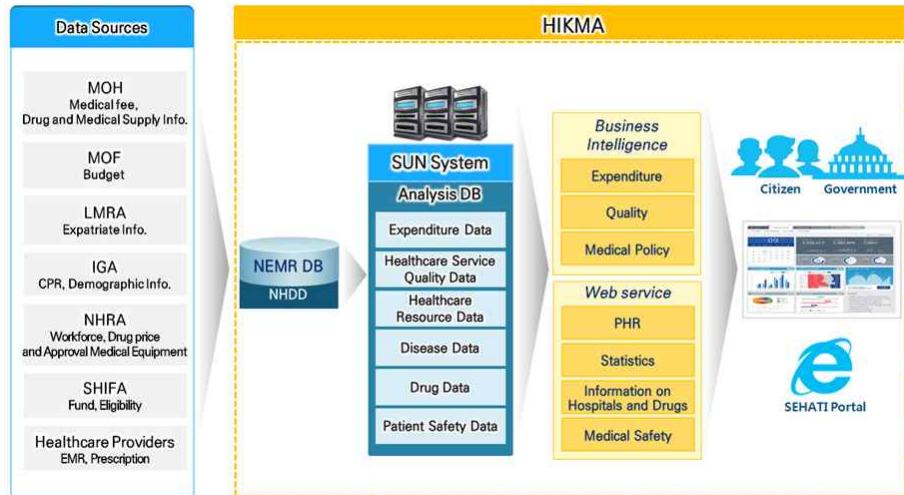 Data Sources
MOH
Medical fee,
Drug and Medical Supply Info.
MOF
Budget
LMRA
Expatriate Info.
IGA
CPR, Demographic Info.
NHRA
Workforce, Drug price
and Approval Medical Equipment
SHIFA
Fund, Eligibility
Healthcare Providers
EMR, Prescription
HIKMA
NEMR DB
NHDD
SUN System
Analysis DB
Expenditure Data
Healthcare Service
Quality Data
Healthcare
Resource Data
Disease Data
Drug Data
Patient Safety Data
Business
Intelligence
Expenditure
Quality
Medical Policy
Web service
PHR
Statistics
Information on
Hospitals and Drugs
Medical Safety
Citizen Government
SEHATI Portal